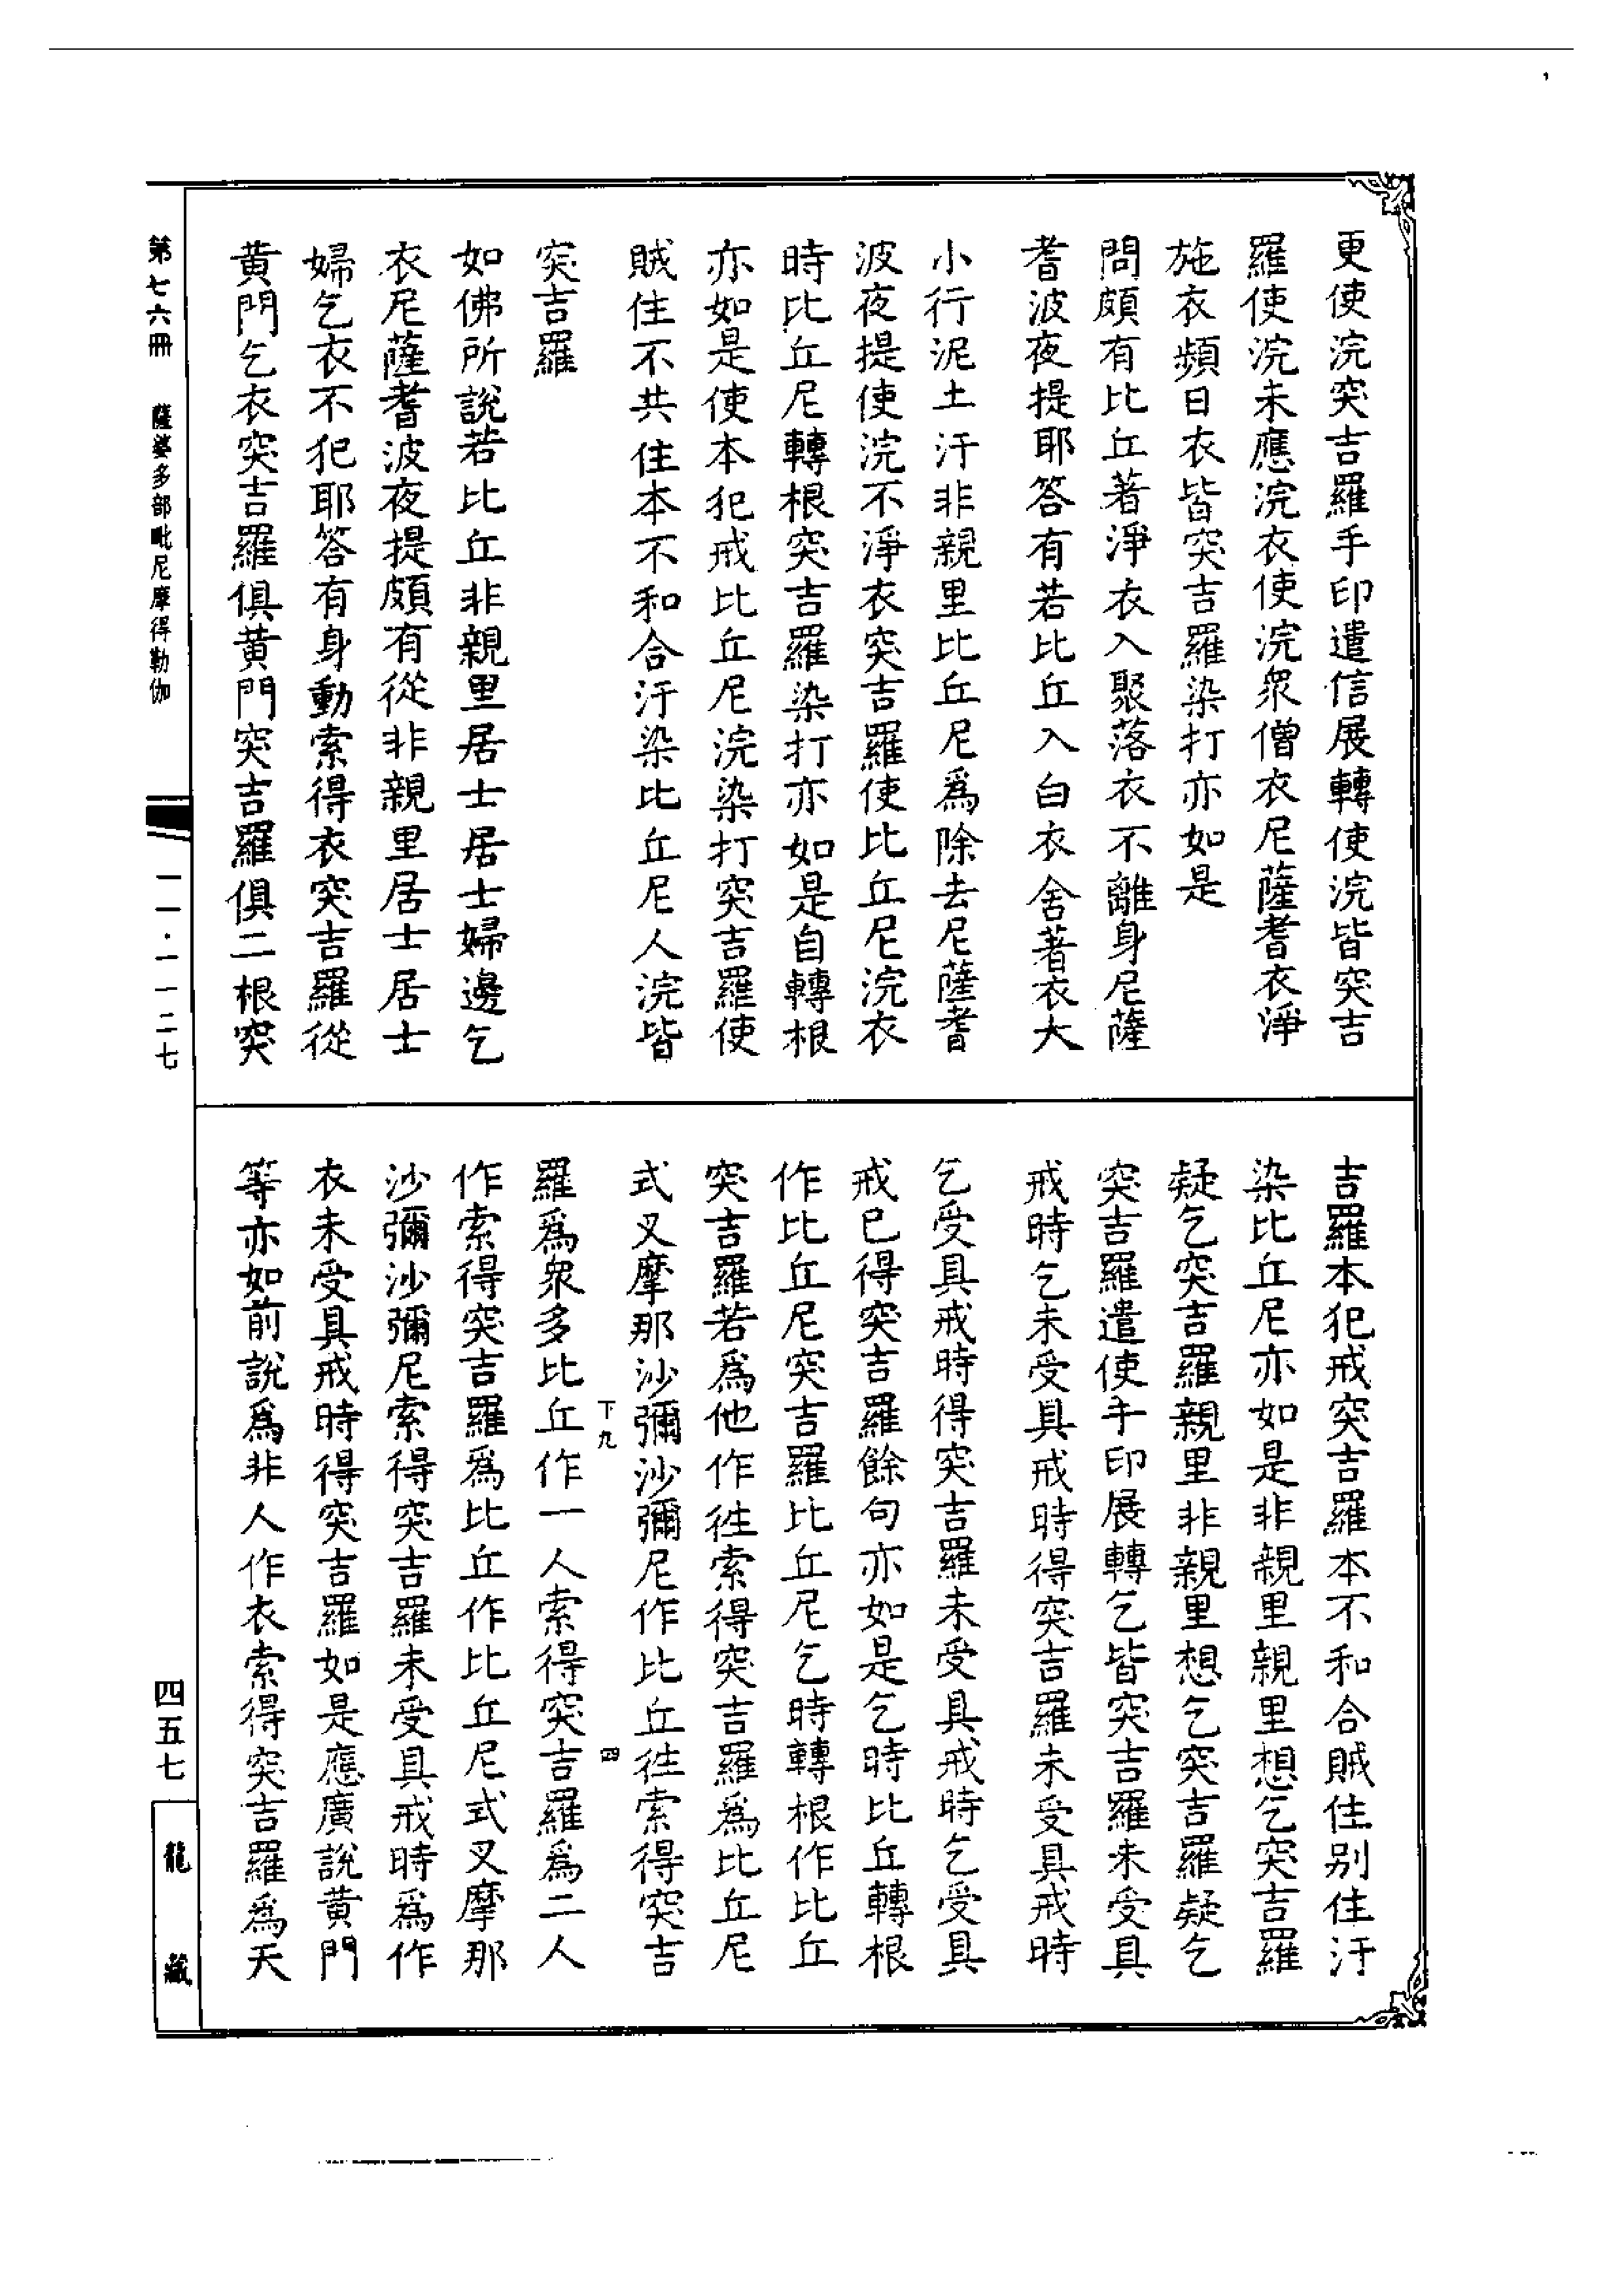 更使浣突吉羅手印遣信展轉使浣皆突吉
羅使浣未應浣衣使浣眾僧衣尼薩耆衣淨
施衣頻日衣皆突吉羅染打亦如是
問頗有比丘著淨衣入聚落衣不離身尼薩
耆波夜提耶答有若比丘入白衣舍著衣大
小行泥土汙非親里比丘尼為除去尼薩耆
波夜提使浣不淨衣突吉羅使比丘尼浣衣
時比丘尼轉根突吉羅染打亦如是自轉根
亦如是使本犯戒比丘尼浣染打突吉羅使
賊住不共住本不和合汙染比丘尼人浣皆
突吉羅
如佛所說若比丘非親里居士居士婦邊乞
衣尼薩耆波夜提頗有從非親里居士居士
婦乞衣不犯耶答有身動索得衣突吉羅從
黃門乞衣突吉羅俱黃門突吉羅俱二根突
吉羅本犯戒突吉羅本不和合賊住別住汙
染比丘尼亦如是非親里親里想乞突吉羅
疑乞突吉羅親里非親里想乞突吉羅疑乞
突吉羅遣使手印展轉乞皆突吉羅未受具
戒時乞未受具戒時得突吉羅未受具戒時
乞受具戒時得突吉羅未受具戒時乞受具
戒已得突吉羅餘句亦如是乞時比丘轉根
作比丘尼突吉羅比丘尼乞時轉根作比丘
突吉羅若為他作往索得突吉羅為比丘尼
式叉摩那沙彌沙彌尼作比丘往索得突吉
羅為眾多比丘作一人索得突吉羅為二人
作索得突吉羅為比丘作比丘尼式叉摩那
沙彌沙彌尼索得突吉羅未受具戒時為作
衣未受具戒時得突吉羅如是應廣說黃門
等亦如前說為非人作衣索得突吉羅為天
下九
四
第七六冊 薩婆多部毗尼摩得勒伽
一一·一一二七
四五七
龍藏